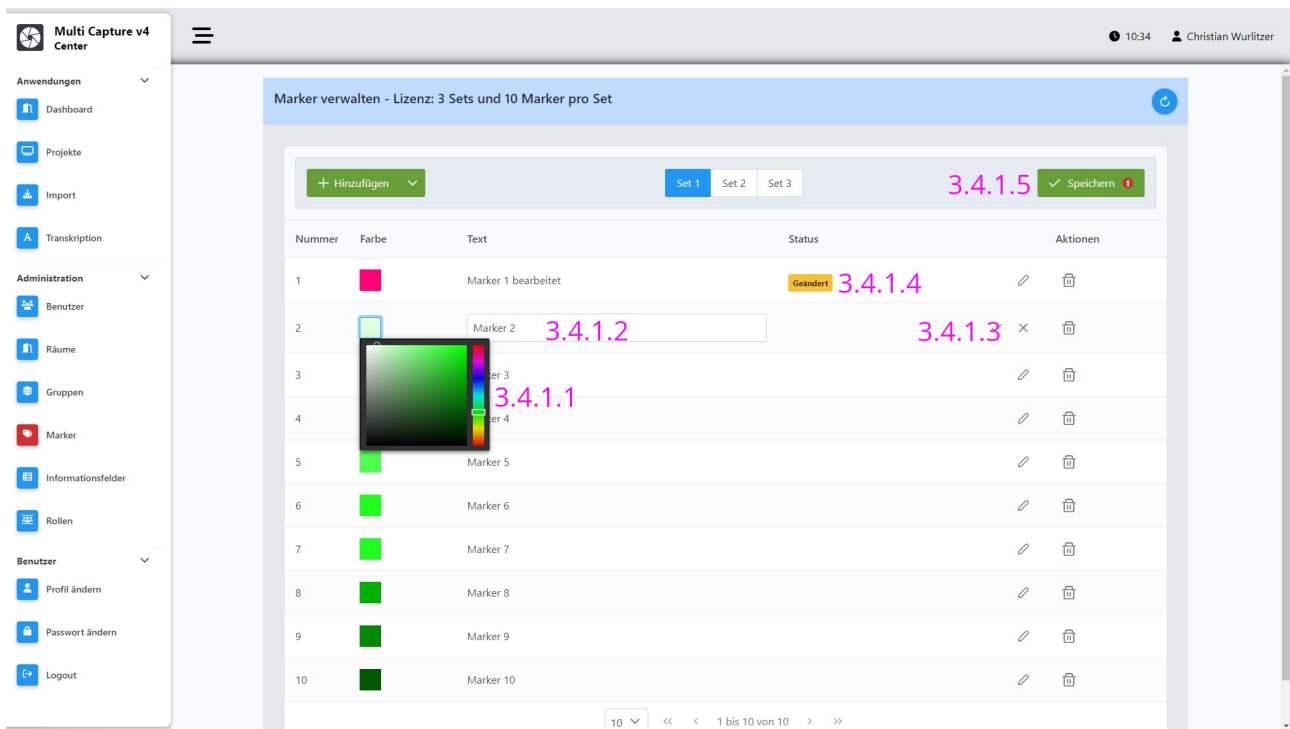 Multi Capture v4
Center
10:34 Christian Wurlitzer
Anwendungen
Dashboard
Projekte
Import
Transkription
Administration
Benutzer
Räume
Gruppen
Marker
Informationsfelder
Rollen
Benutzer
Profil ändern
Passwort ändern
Logout
Marker verwalten - Lizenz: 3 Sets und 10 Marker pro Set
Hinzufügen Set 1 Set 2 Set 3 3.4.1.5 Speichern 1
Nummer Farbe Text Status Aktionen
1 Marker 1 bearbeitet Geändert 3.4.1.4
2 Marker 2 3.4.1.2 3.4.1.3
3 3
3.4.1.1
4 4
5 Marker 5
6 Marker 6
7 Marker 7
8 Marker 8
9 Marker 9
10 Marker 10
10 1 bis 10 von 10